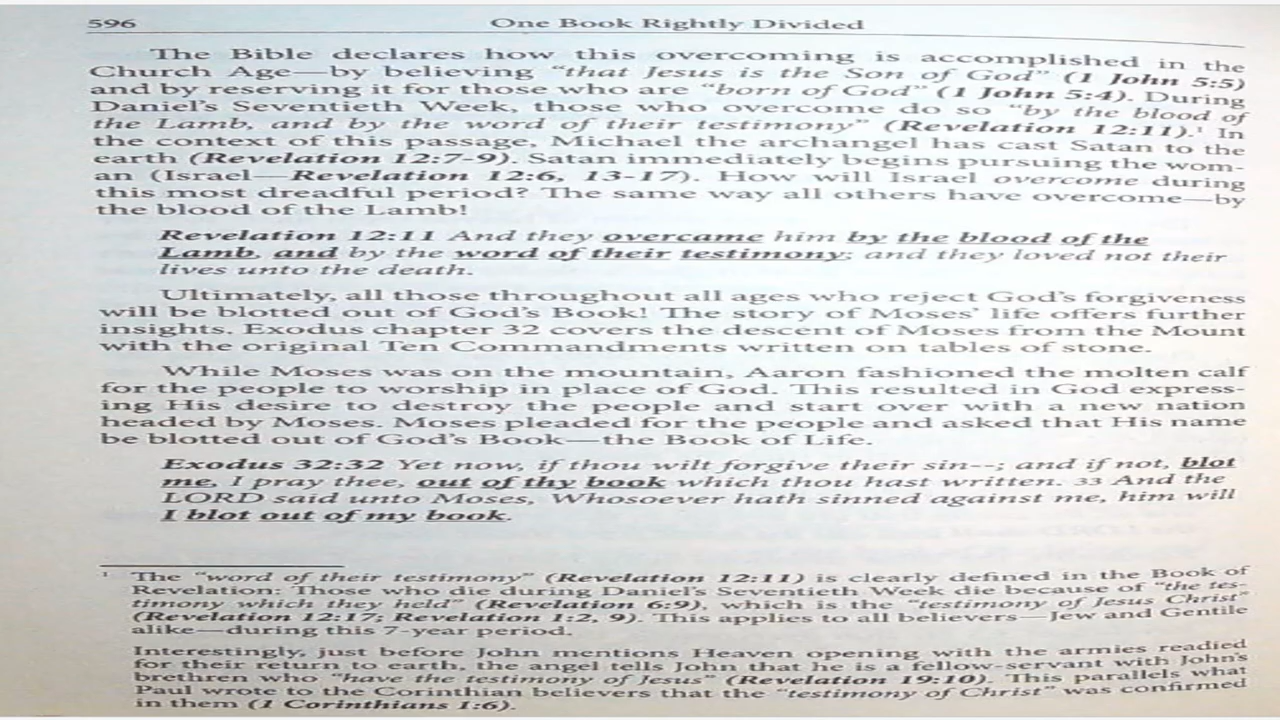 596 One Book Rightly Divided
The Bible declares how this overcoming is accomplished in the
Church Age—by believing “that Jesus is the Son of God” (1 John 5:5)
and by reserving it for those who are “born of God” (1 John 5:4). During
Daniel’s Seventieth Week, those who overcome do so “by the blood of
the Lamb, and by the word of their testimony” (Revelation 12:11).¹ In
the context of this passage, Michael the archangel has cast Satan to the
earth (Revelation 12:7-9). Satan immediately begins pursuing the wom-
an (Israel—Revelation 12:6, 13-17). How will Israel overcome during
this most dreadful period? The same way all others have overcome—by
the blood of the Lamb!
Revelation 12:11 And they overcame him by the blood of the
Lamb, and by the word of their testimony; and they loved not their
lives unto the death.
Ultimately, all those throughout all ages who reject God’s forgiveness
will be blotted out of God’s Book! The story of Moses’ life offers further
insights. Exodus chapter 32 covers the descent of Moses from the Mount
with the original Ten Commandments written on tables of stone.
While Moses was on the mountain, Aaron fashioned the molten calf
for the people to worship in place of God. This resulted in God express-
ing His desire to destroy the people and start over with a new nation
headed by Moses. Moses pleaded for the people and asked that His name
be blotted out of God’s Book—the Book of Life.
Exodus 32:32 Yet now, if thou wilt forgive their sin--; and if not, blot
me, I pray thee, out of thy book which thou hast written. 33 And the
LORD said unto Moses, Whosoever hath sinned against me, him will
I blot out of my book.
¹ The “word of their testimony” (Revelation 12:11) is clearly defined in the Book of
Revelation: Those who die during Daniel’s Seventieth Week die because of “the tes-
timony which they held” (Revelation 6:9), which is the “testimony of Jesus Christ”
(Revelation 12:17; Revelation 1:2, 9). This applies to all believers—Jew and Gentile
alike—during this 7-year period.
Interestingly, just before John mentions Heaven opening with the armies readied
for their return to earth, the angel tells John that he is a fellow-servant with John’s
brethren who “have the testimony of Jesus” (Revelation 19:10). This parallels what
Paul wrote to the Corinthian believers that the “testimony of Christ” was confirmed
in them (1 Corinthians 1:6).